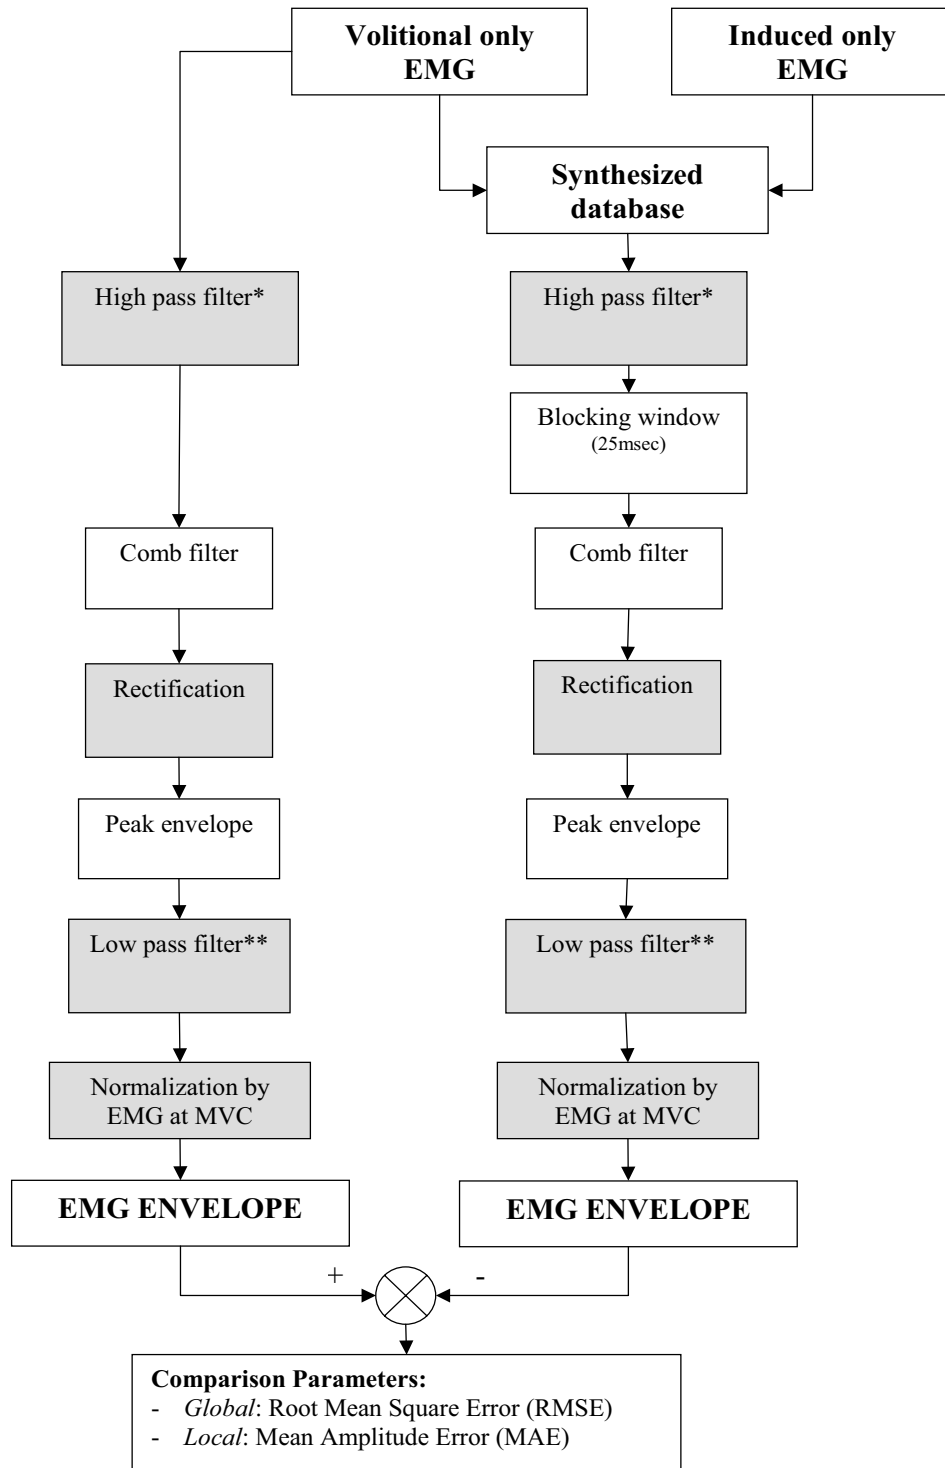 Volitional only
EMG
Induced only
EMG
Synthesized
database
High pass filter*
High pass filter*
Blocking window
(25msec)
Comb filter
Comb filter
Rectification
Rectification
Peak envelope
Peak envelope
Low pass filter**
Low pass filter**
Normalization by
EMG at MVC
Normalization by
EMG at MVC
EMG ENVELOPE
EMG ENVELOPE
+
-
Comparison Parameters:
- Global: Root Mean Square Error (RMSE)
- Local: Mean Amplitude Error (MAE)